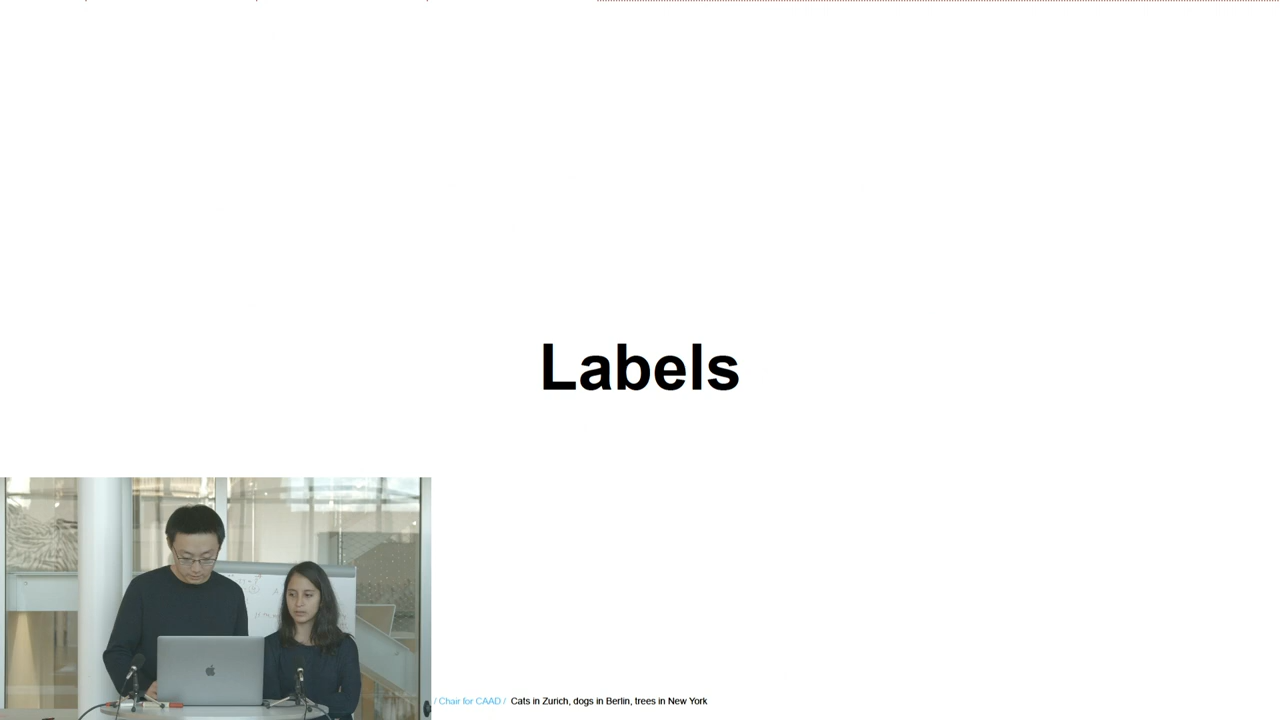 Labels
/ Chair for CAAD / Cats in Zurich, dogs in Berlin, trees in New York